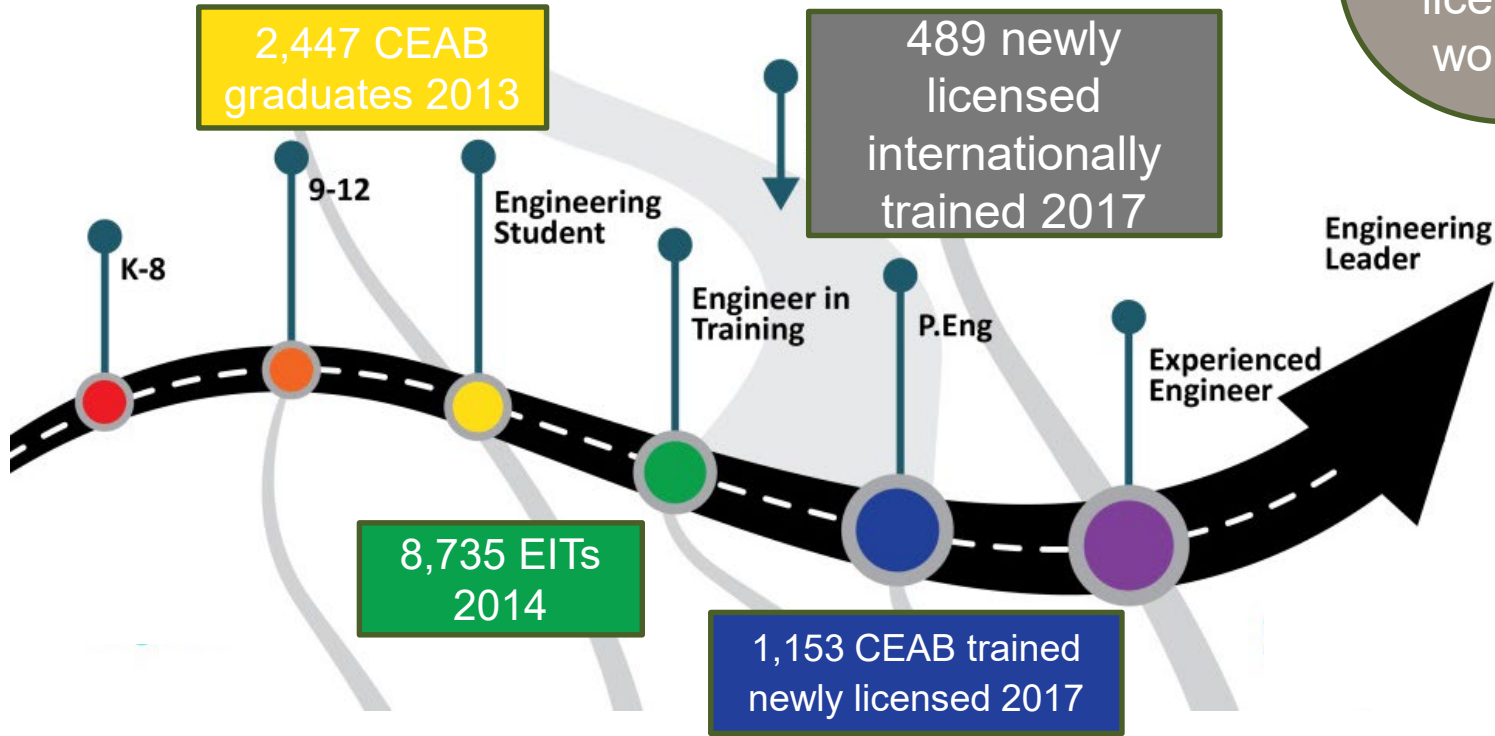 2,447 CEAB
graduates 2013
489 newly
licensed
internationally
trained 2017
K-8
9-12
Engineering
Student
Engineer in
Training
P.Eng
Experienced
Engineer
Engineering
Leader
8,735 EITs
2014
1,153 CEAB trained
newly licensed 2017